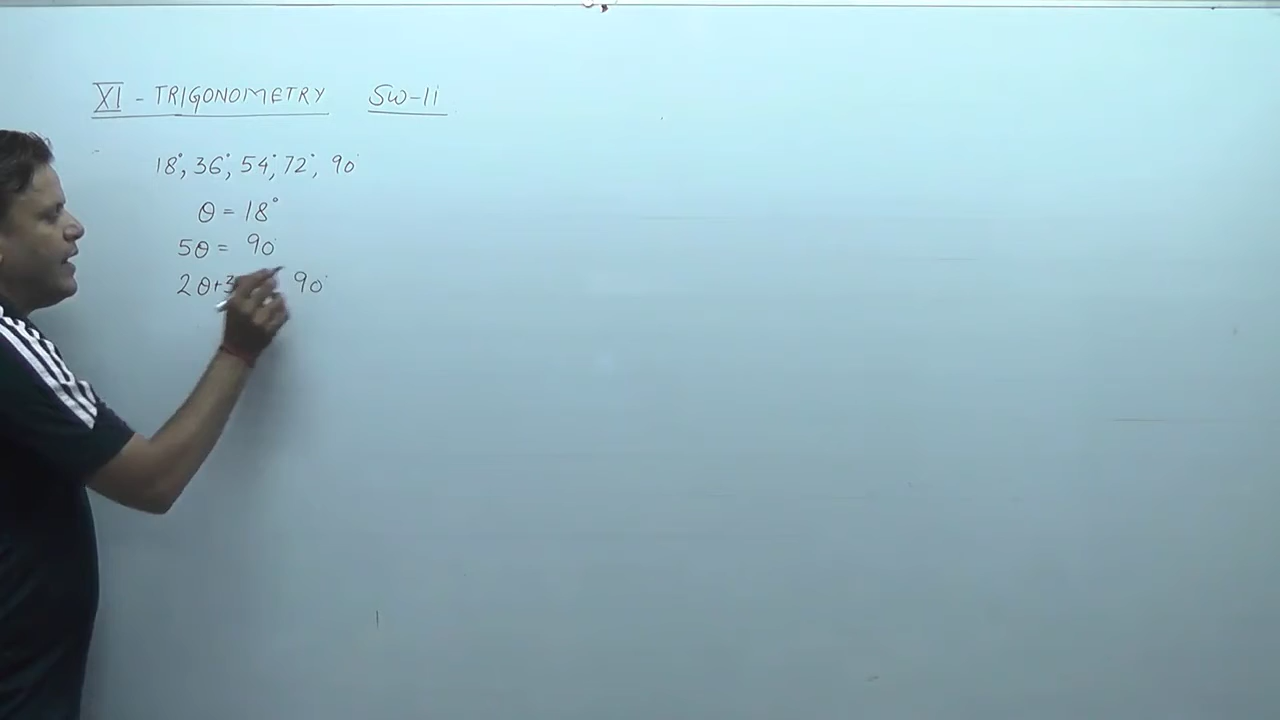 XI - TRIGONOMETRY SW-11
18°, 36°, 54°, 72°, 90°
θ = 18°
5θ = 90°
2θ+3 90°